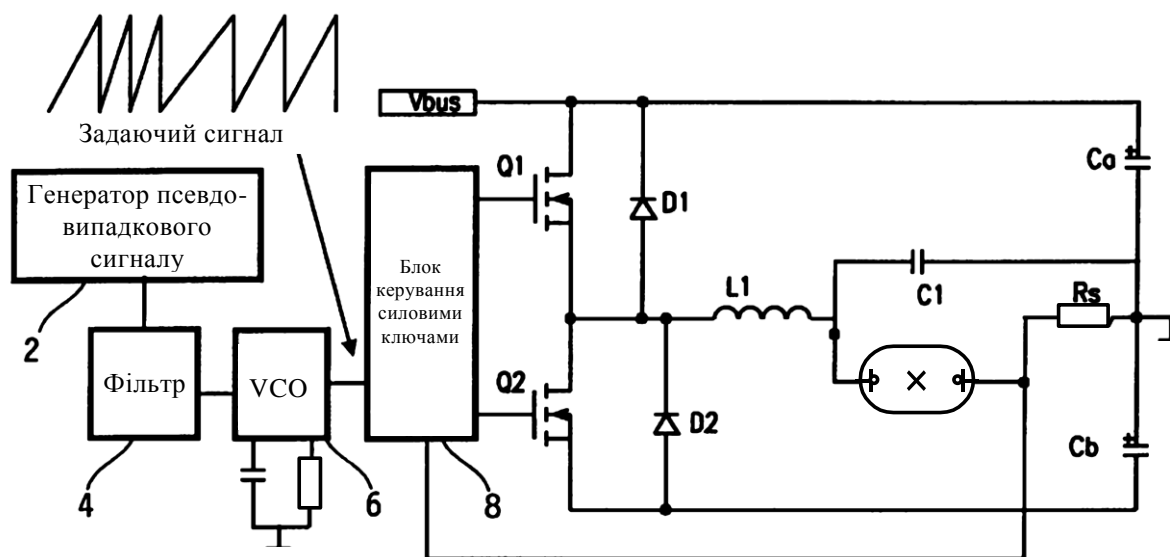 Задаючий сигнал
Vbus
Генератор псевдо-
випадкового
сигналу
2
Фільтр
4
VCO
6
Блок
керування
силовими
ключами
8
Q1
D1
Ca
L1
C1
Rs
Q2
D2
Cb